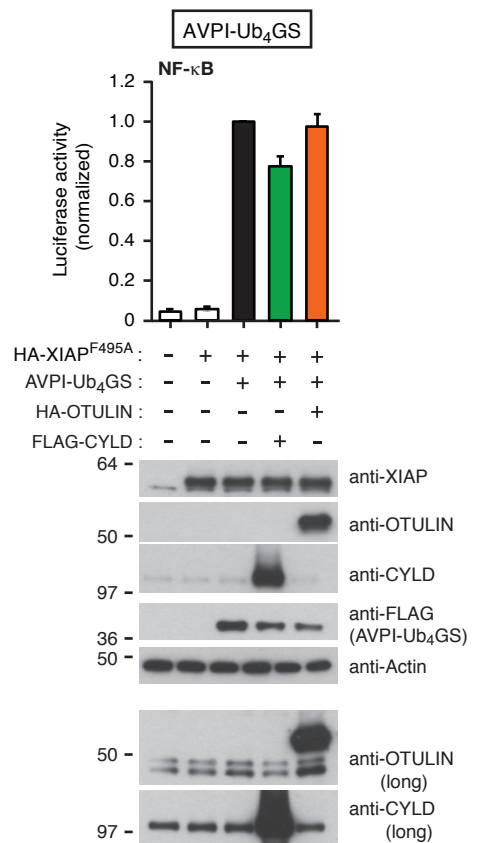 AVPI-Ub4GS
NF-κB
Luciferase activity
(normalized)
1.2
1.0
0.8
0.6
0.4
0.2
0
HA-XIAPF495A : - + + + +
AVPI-Ub4GS : - - + + +
HA-OTULIN : - - - - +
FLAG-CYLD : - - - + -
64 -
anti-XIAP
anti-OTULIN
50 -
anti-CYLD
97 -
anti-FLAG
(AVPI-Ub4GS)
36 -
50 -
anti-Actin
50 -
anti-OTULIN
(long)
anti-CYLD
(long)
97 -